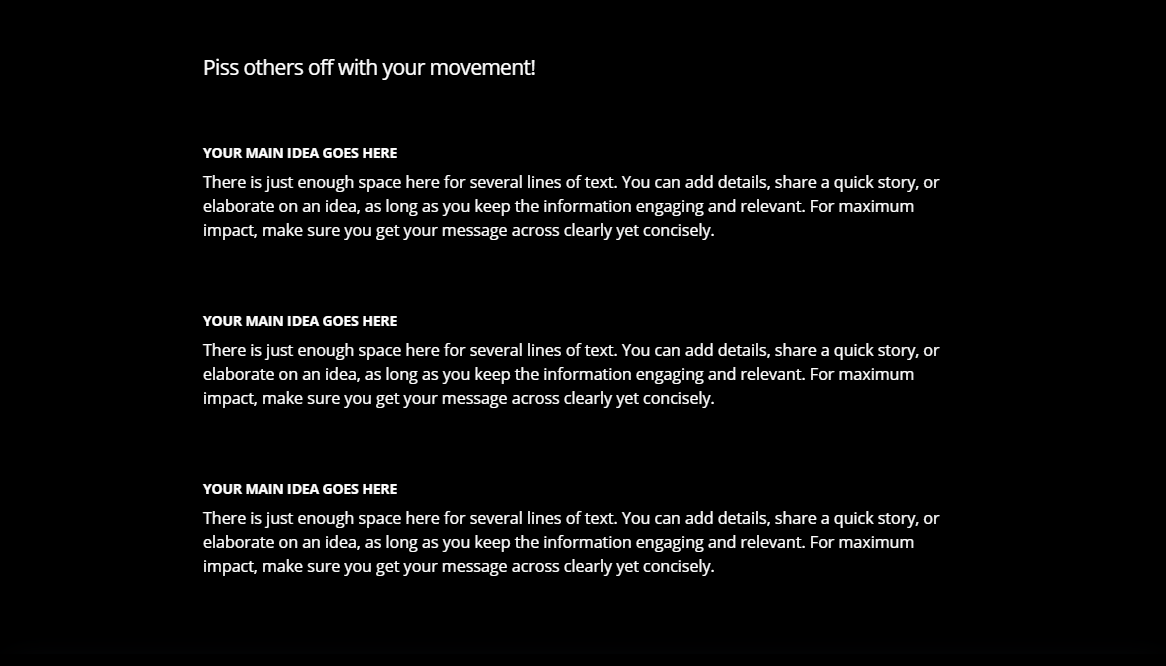 Piss others off with your movement!
YOUR MAIN IDEA GOES HERE
There is just enough space here for several lines of text. You can add details, share a quick story, or
elaborate on an idea, as long as you keep the information engaging and relevant. For maximum
impact, make sure you get your message across clearly yet concisely.
YOUR MAIN IDEA GOES HERE
There is just enough space here for several lines of text. You can add details, share a quick story, or
elaborate on an idea, as long as you keep the information engaging and relevant. For maximum
impact, make sure you get your message across clearly yet concisely.
YOUR MAIN IDEA GOES HERE
There is just enough space here for several lines of text. You can add details, share a quick story, or
elaborate on an idea, as long as you keep the information engaging and relevant. For maximum
impact, make sure you get your message across clearly yet concisely.